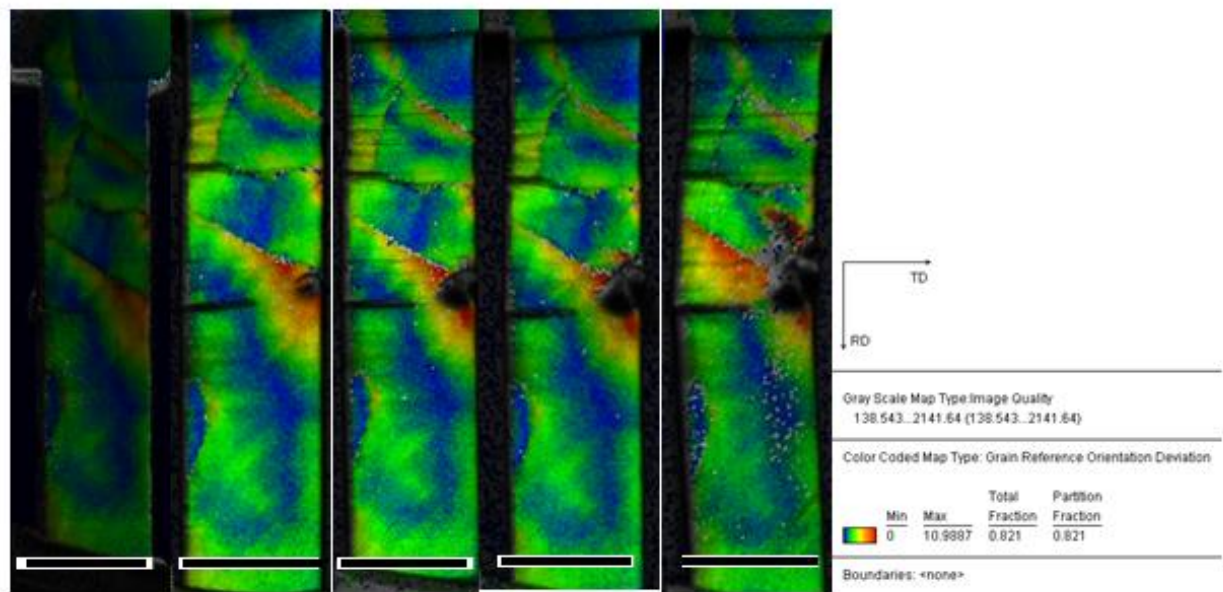 TD
RD
Gray Scale Map Type:Image Quality
138.543...2141.64 (138.543...2141.64)
Color Coded Map Type: Grain Reference Orientation Deviation
Total Partition
Min Max Fraction Fraction
0 10.9887 0.821 0.821
Boundaries: <none>